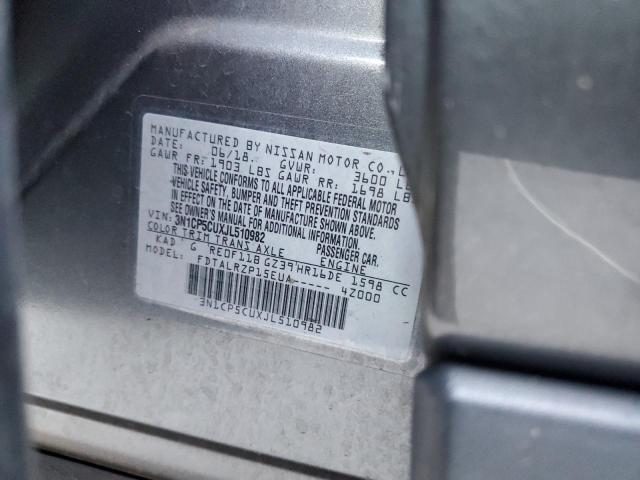 MANUFACTURED BY NISSAN MOTOR CO.,
DATE: 06/18 GVWR: 3600 LB
GAWR FR: 1903 LBS GAWR RR: 1698 LBS
THIS VEHICLE CONFORMS TO ALL APPLICABLE FEDERAL MOTOR
VEHICLE SAFETY, BUMPER AND THEFT PREVENTION STANDARDS
IN EFFECT ON THE DATE OF MANUFACTURE SHOWN ABOVE.
SEE OWNER'S MANUAL FOR ADDITIONAL INFORMATION.
VIN: 3N1CP5CUXJL510982 PASSENGER CAR.
COLOR TRIM TRANS AXLE ENGINE
KAD G RE0F11B GZ39 HR16DE 1598 CC
MODEL: FDTALRZP15EUA----- 4Z000
3N1CP5CUXJL510982